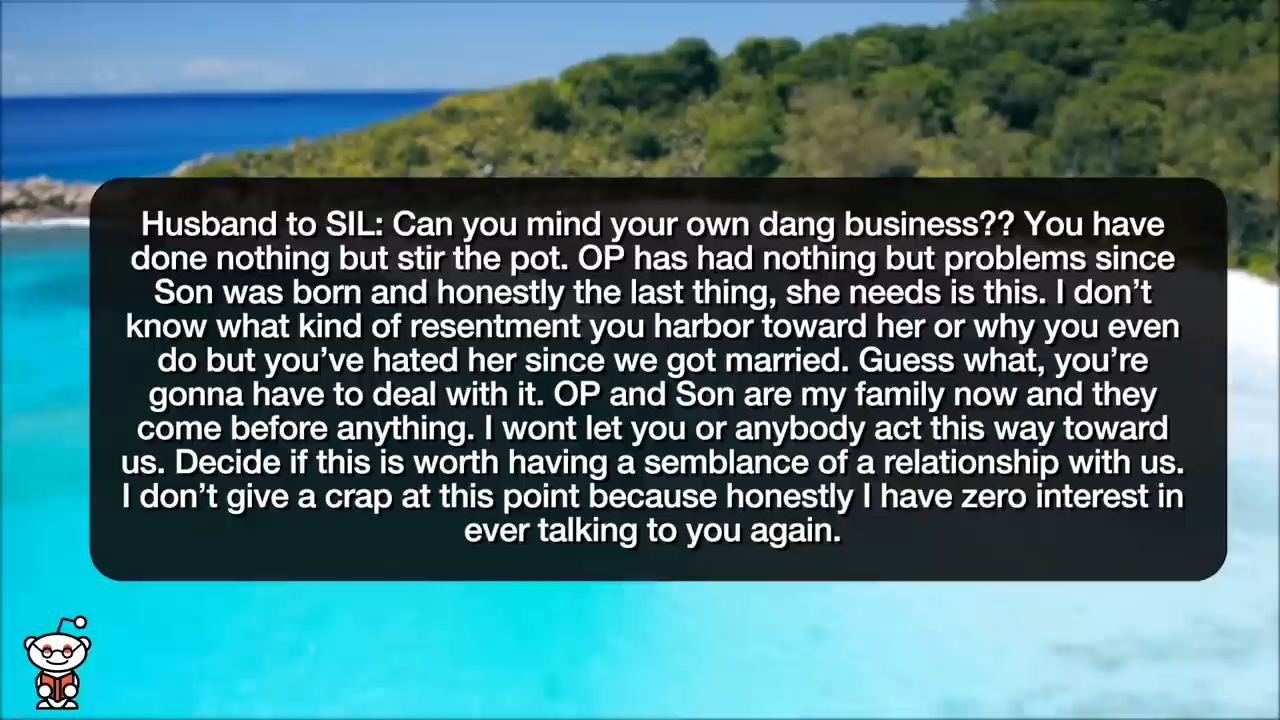 Husband to SIL: Can you mind your own dang business?? You have
done nothing but stir the pot. OP has had nothing but problems since
Son was born and honestly the last thing, she needs is this. I don’t
know what kind of resentment you harbor toward her or why you even
do but you’ve hated her since we got married. Guess what, you’re
gonna have to deal with it. OP and Son are my family now and they
come before anything. I wont let you or anybody act this way toward
us. Decide if this is worth having a semblance of a relationship with us.
I don’t give a crap at this point because honestly I have zero interest in
ever talking to you again.